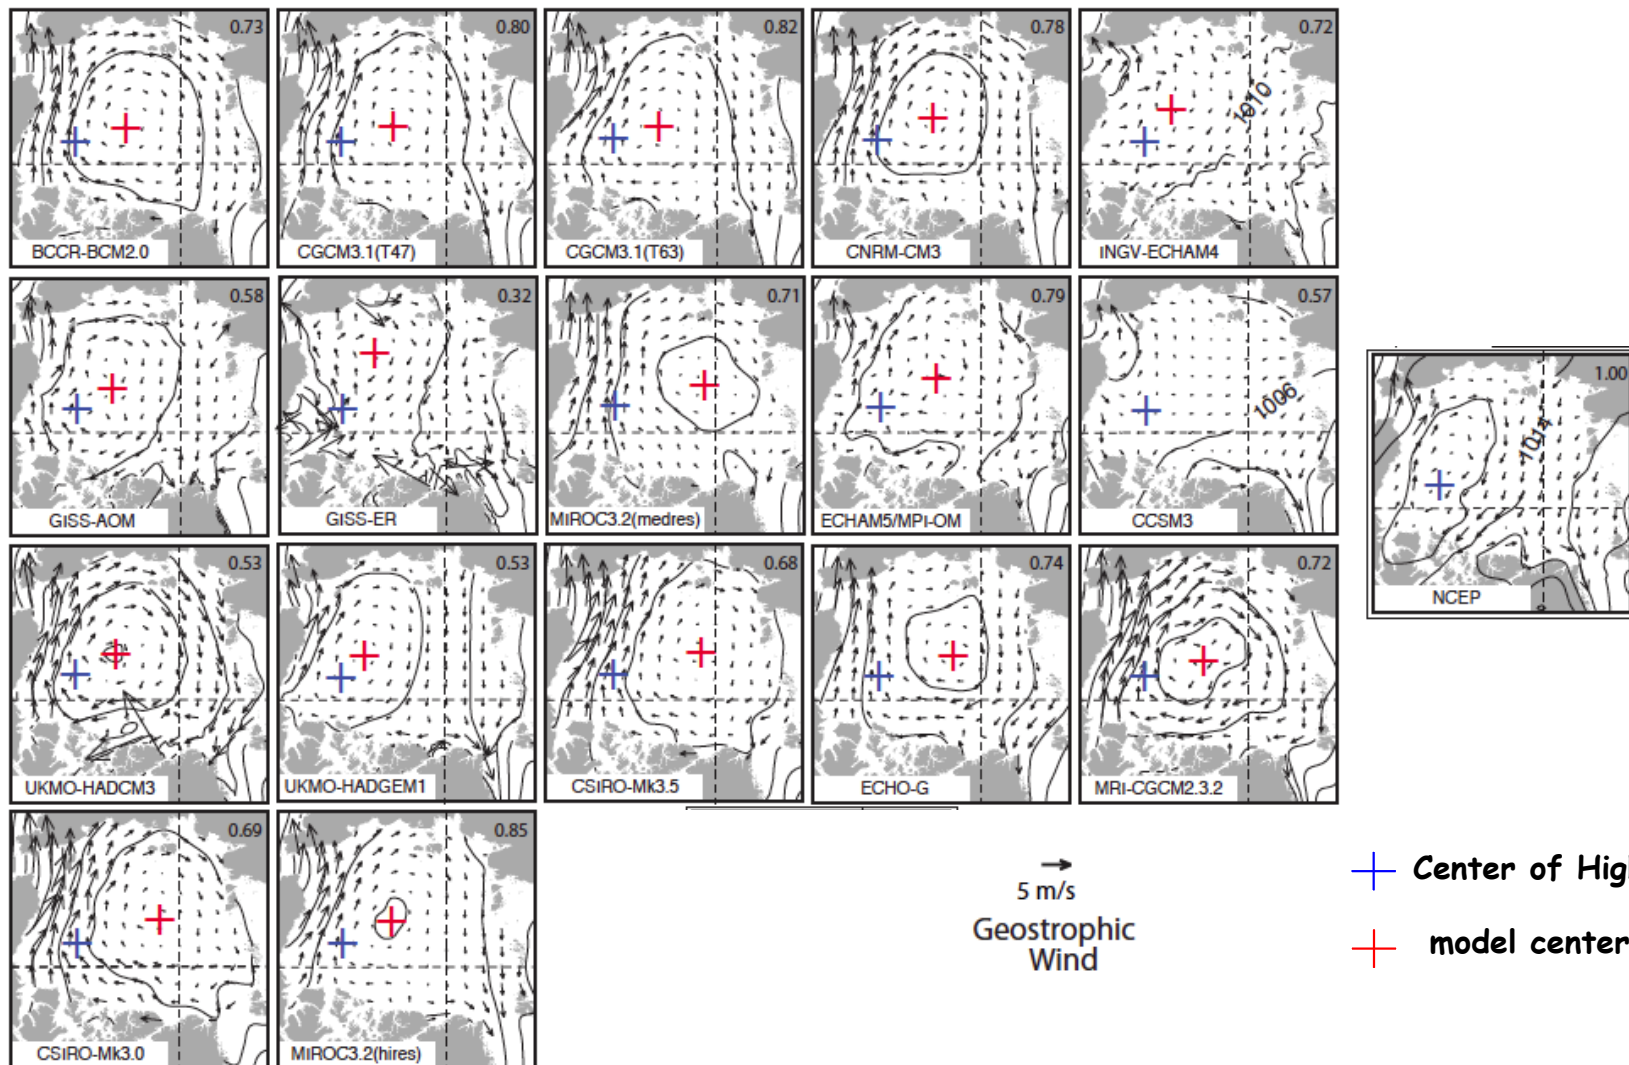 0.73
BCCR-BCM2.0
0.80
CGCM3.1(T47)
0.82
CGCM3.1(T63)
0.78
CNRM-CM3
0.72
1010
INGV-ECHAM4
0.58
GISS-AOM
0.32
GISS-ER
0.71
MIROC3.2(medres)
0.79
ECHAM5/MPI-OM
0.57
1006
CCSM3
1.00
1014
NCEP
0.53
UKMO-HADCM3
0.53
UKMO-HADGEM1
0.68
CSIRO-Mk3.5
0.74
ECHO-G
0.72
MRI-CGCM2.3.2
0.69
CSIRO-Mk3.0
0.85
MIROC3.2(hires)
5 m/s
Geostrophic
Wind
Center of Hig
model center